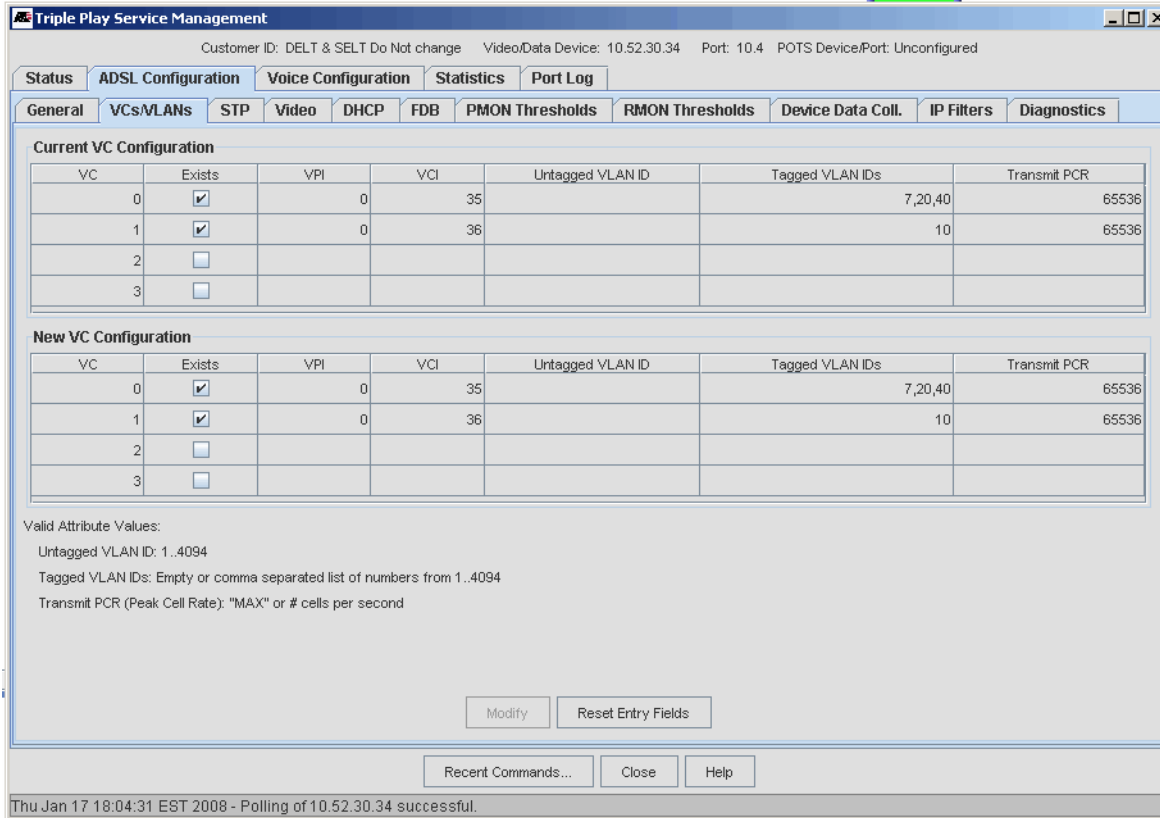 Triple Play Service Management
Customer ID: DELT & SELT Do Not change Video/Data Device: 10.52.30.34 Port: 10.4 POTS Device/Port: Unconfigured
Status ADSL Configuration Voice Configuration Statistics Port Log
General VCs/VLANs STP Video DHCP FDB PMON Thresholds RMON Thresholds Device Data Coll. IP Filters Diagnostics
Current VC Configuration
VC Exists VPI VCI Untagged VLAN ID Tagged VLAN IDs Transmit PCR
0 0 35 7,20,40 65536
1 0 36 10 65536
2
3
New VC Configuration
VC Exists VPI VCI Untagged VLAN ID Tagged VLAN IDs Transmit PCR
0 0 35 7,20,40 65536
1 0 36 10 65536
2
3
Valid Attribute Values:
Untagged VLAN ID: 1..4094
Tagged VLAN IDs: Empty or comma separated list of numbers from 1..4094
Transmit PCR (Peak Cell Rate): "MAX" or # cells per second
Modify Reset Entry Fields
Recent Commands... Close Help
Thu Jan 17 18:04:31 EST 2008 - Polling of 10.52.30.34 successful.